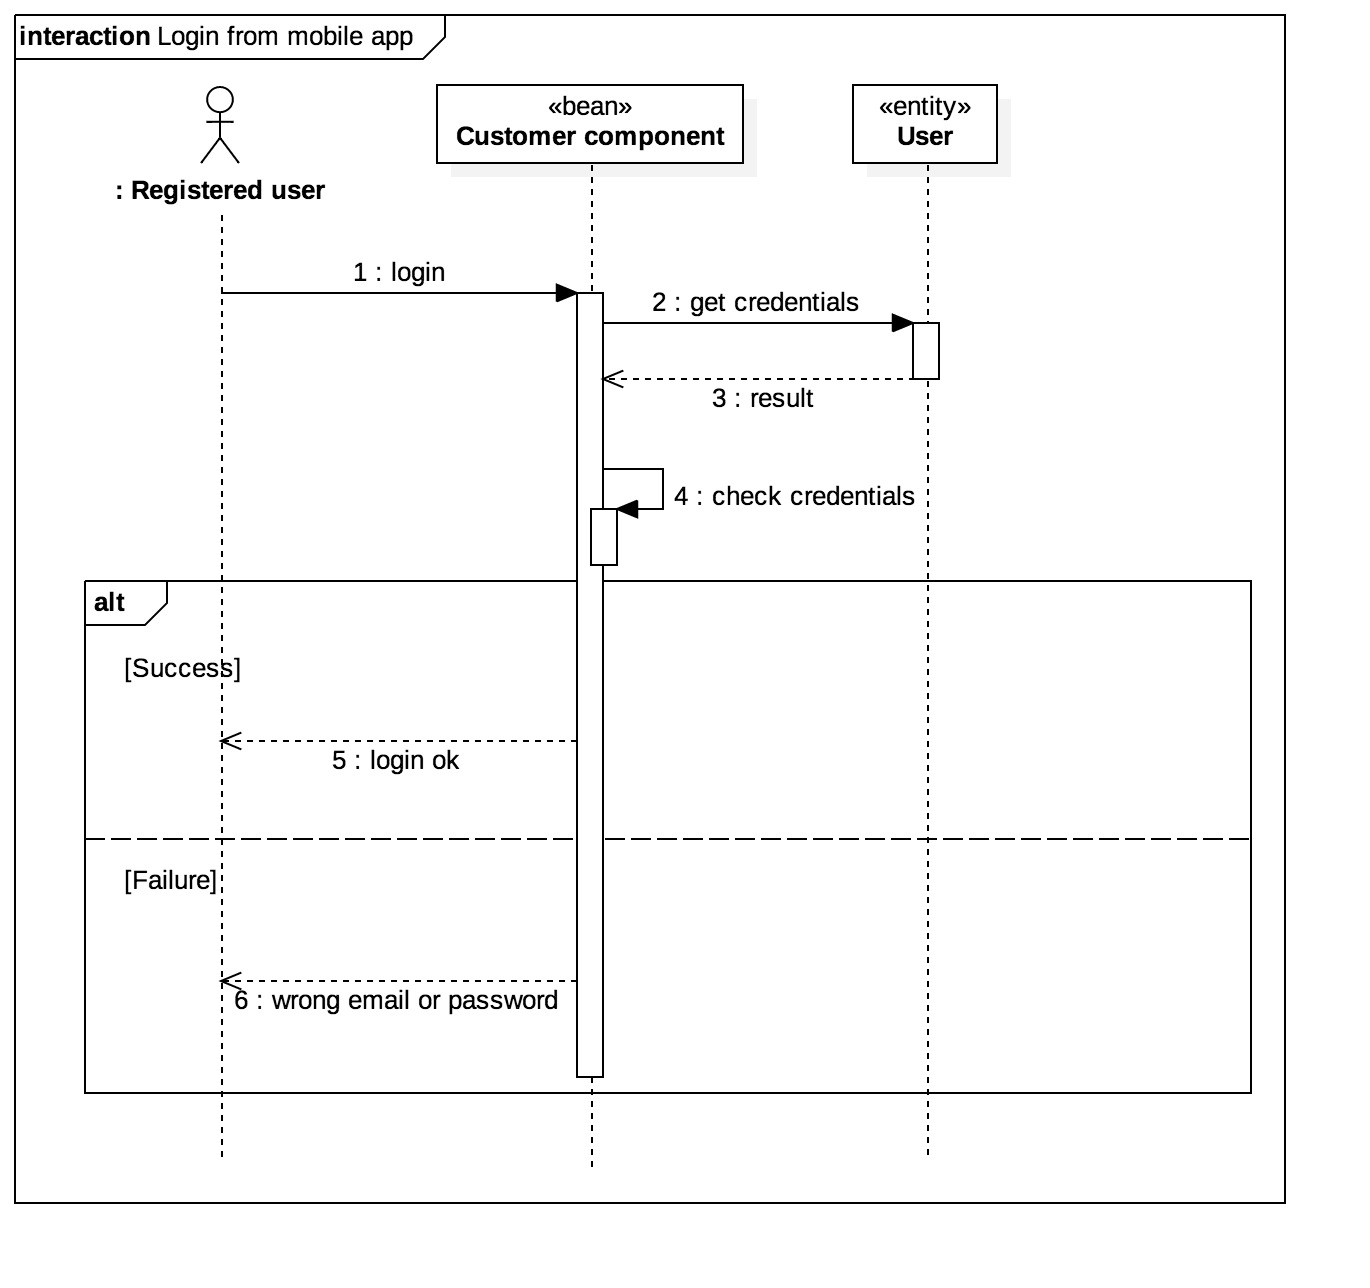 interaction Login from mobile app
«bean»
Customer component
«entity»
User
: Registered user
1 : login
2 : get credentials
3 : result
4 : check credentials
alt
[Success]
5 : login ok
[Failure]
6 : wrong email or password